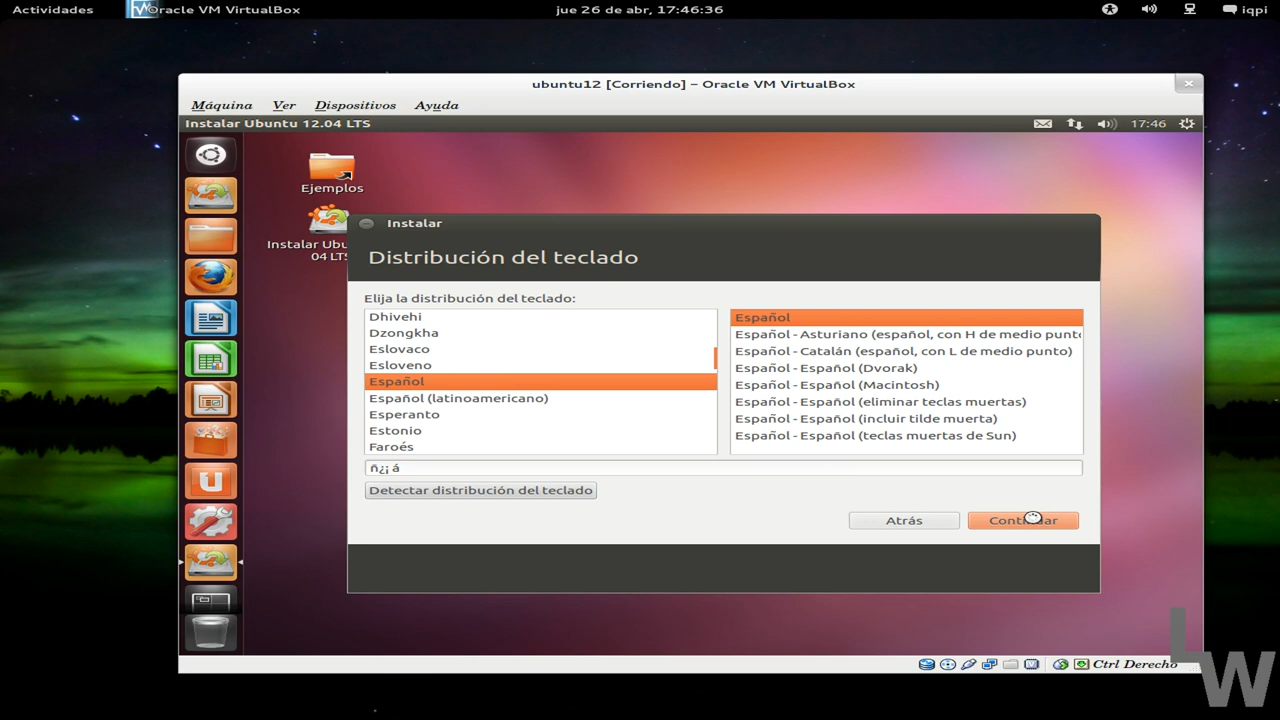 Actividades
Oracle VM VirtualBox
jue 26 de abr, 17:46:36
iqpi
ubuntu12 [Corriendo] – Oracle VM VirtualBox
Máquina Ver Dispositivos Ayuda
Instalar Ubuntu 12.04 LTS
17:46
Ejemplos
Instalar Ubu
04 LTS
Instalar
Distribución del teclado
Elija la distribución del teclado:
Dhivehi
Dzongkha
Eslovaco
Esloveno
Español
Español (latinoamericano)
Esperanto
Estonio
Faroés
Español
Español - Asturiano (español, con H de medio punto
Español - Catalán (español, con L de medio punto)
Español - Español (Dvorak)
Español - Español (Macintosh)
Español - Español (eliminar teclas muertas)
Español - Español (incluir tilde muerta)
Español - Español (teclas muertas de Sun)
ñ¿¡ á
Detectar distribución del teclado
Atrás
Continuar
Ctrl Derecho
LW